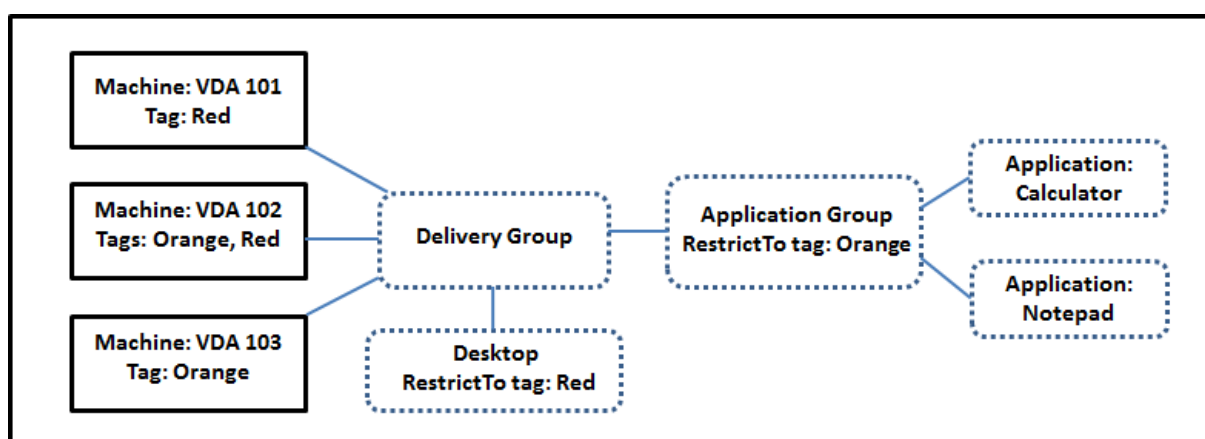 Machine: VDA 101
Tag: Red
Machine: VDA 102
Tags: Orange, Red
Machine: VDA 103
Tag: Orange
Delivery Group
Desktop
RestrictTo tag: Red
Application Group
RestrictTo tag: Orange
Application:
Calculator
Application:
Notepad